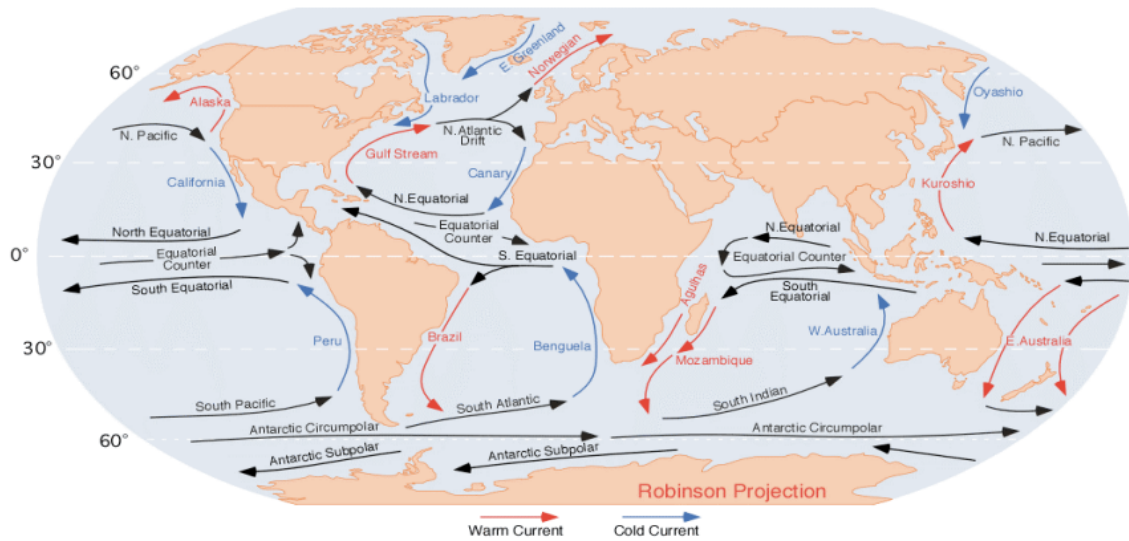 E. Greenland
Norwegian
60°
Labrador
Oyashio
Alaska
N. Pacific
N. Atlantic
Drift
N. Pacific
Gulf Stream
30°
California
Canary
Kuroshio
N.Equatorial
North Equatorial
Equatorial
Counter
N.Equatorial
N.Equatorial
0°
Equatorial
Counter
S. Equatorial
Equatorial Counter
South Equatorial
South
Equatorial
Agulhas
Peru
Brazil
Benguela
W.Australia
E.Australia
30°
Mozambique
South Pacific
South Atlantic
South Indian
Antarctic Circumpolar
Antarctic Circumpolar
60°
Antarctic Subpolar
Antarctic Subpolar
Robinson Projection
Warm Current
Cold Current